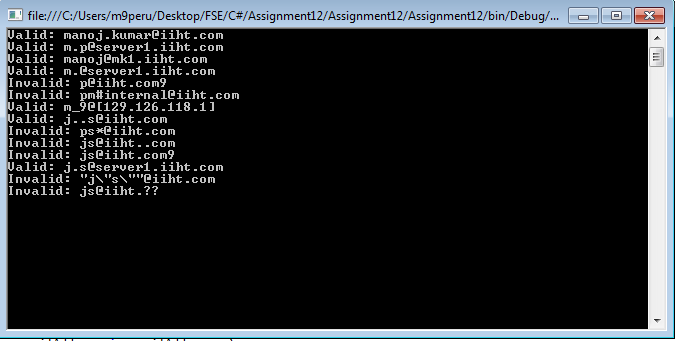 file:///C:/Users/m9peru/Desktop/FSE/C#/Assignment12/Assignment12/Assignment12/bin/Debug/...
Valid: manoj.kumar@iiht.com
Valid: m.p@server1.iiht.com
Valid: manoj@mk1.iiht.com
Valid: m.@server1.iiht.com
Invalid: p@iiht.com9
Invalid: pm#internal@iiht.com
Valid: m_9@[129.126.118.1]
Valid: j..s@iiht.com
Invalid: ps*@iiht.com
Invalid: js@iiht..com
Invalid: js@iiht.com9
Valid: j.s@server1.iiht.com
Invalid: "j\"s\""@iiht.com
Invalid: js@iiht.??